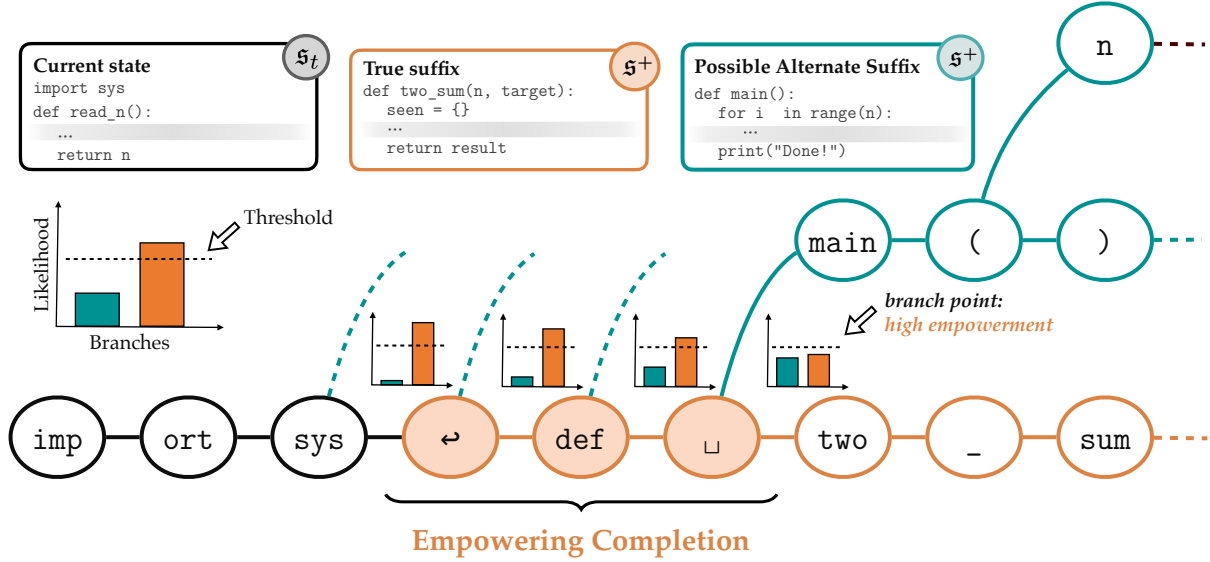 Current state
𝔰t
import sys
def read_n():
...
return n
True suffix
𝔰+
def two_sum(n, target):
seen = {}
...
return result
Possible Alternate Suffix
𝔰+
def main():
for i in range(n):
...
print("Done!")
n
Likelihood
Threshold
Branches
main
(
)
branch point:
high empowerment
imp
ort
sys
↩
def
␣
two
_
sum
Empowering Completion